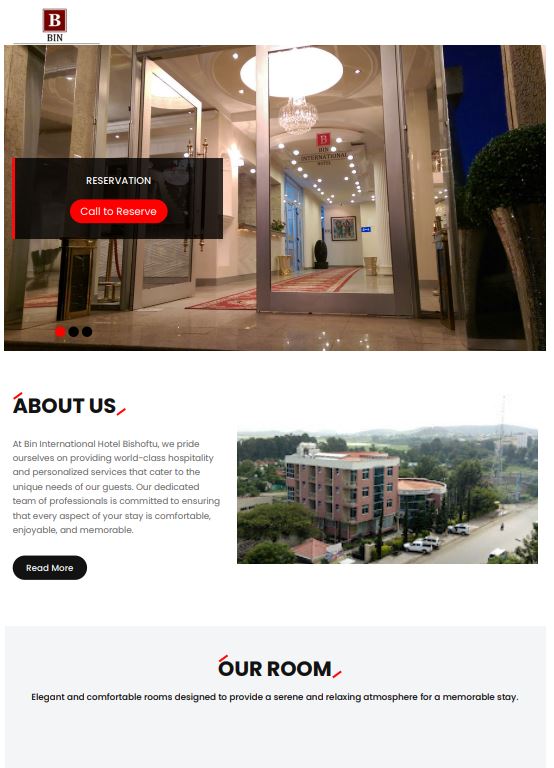 B
BIN
B
BIN
INTERNATIONAL
HOTEL
RESERVATION
Call to Reserve
ABOUT US
At Bin International Hotel Bishoftu, we pride
ourselves on providing world-class hospitality
and personalized services that cater to the
unique needs of our guests. Our dedicated
team of professionals is committed to ensuring
that every aspect of your stay is comfortable,
enjoyable, and memorable.
Read More
OUR ROOM
Elegant and comfortable rooms designed to provide a serene and relaxing atmosphere for a memorable stay.